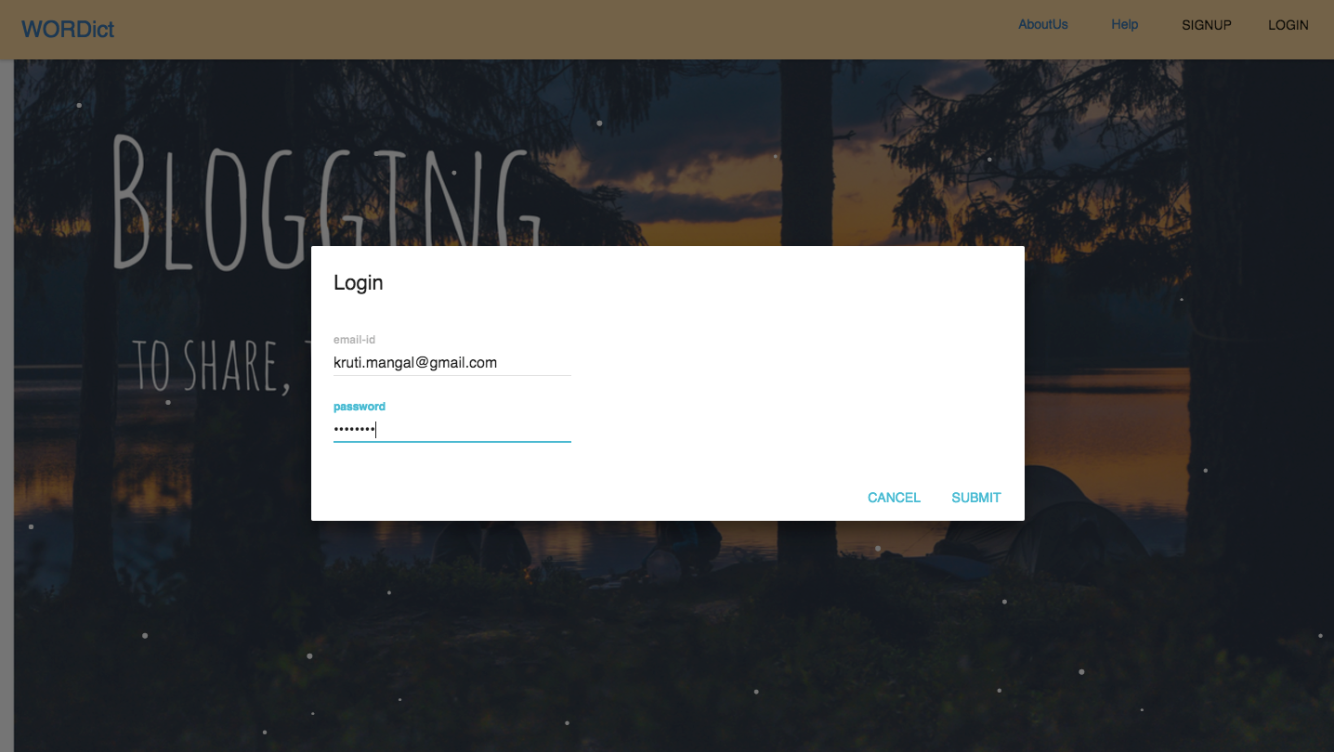 WORDict AboutUs Help SIGNUP LOGIN
BLOGGING
TO SHARE,
Login
email-id
kruti.mangal@gmail.com
password
••••••••
CANCEL SUBMIT